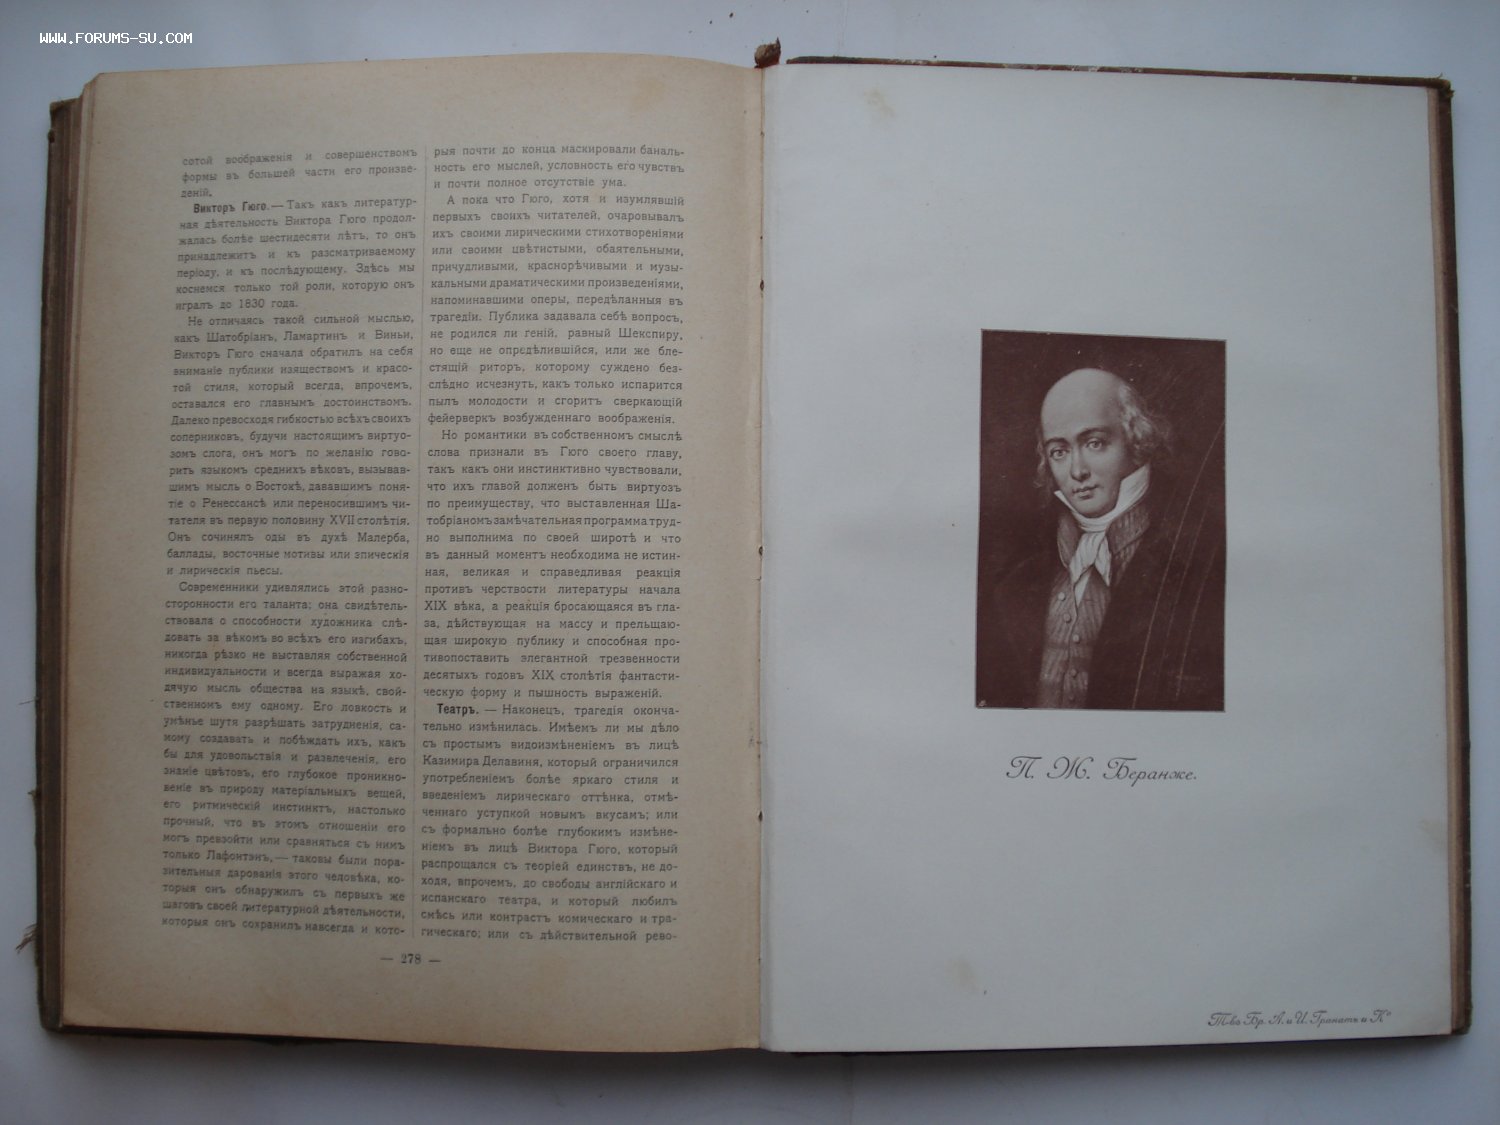 WWW.FORUMS-SU.COM
сотой воображенія и совершенствомъ
формы въ большей части его произве-
деній.
Викторъ Гюго. — Такъ какъ литератур-
ная дѣятельность Виктора Гюго продол-
жалась болѣе шестидесяти лѣтъ, то онъ
принадлежитъ и къ разсматриваемому
періоду, и къ послѣдующему. Здѣсь мы
коснемся только той роли, которую онъ
игралъ до 1830 года.
Не отличаясь такой сильной мыслью,
какъ Шатобріанъ, Ламартинъ и Виньи,
Викторъ Гюго сначала обратилъ на себя
вниманіе публики изяществомъ и красо-
той стиля, который всегда, впрочемъ,
оставался его главнымъ достоинствомъ.
Далеко превосходя гибкостью всѣхъ своихъ
соперниковъ, будучи настоящимъ виртуо-
зомъ слога, онъ могъ по желанію гово-
рить языкомъ среднихъ вѣковъ, вызывав-
шимъ мысль о Востокѣ, дававшимъ поня-
тіе о Ренессансѣ или переносившимъ чи-
тателя въ первую половину XVII столѣтія.
Онъ сочинялъ оды въ духѣ Малерба,
баллады, восточные мотивы или эпическія
и лирическія пьесы.
Современники удивлялись этой разно-
сторонности его таланта; она свидѣтель-
ствовала о способности художника слѣ-
довать за вѣкомъ во всѣхъ его изгибахъ,
никогда рѣзко не выставляя собственной
индивидуальности и всегда выражая хо-
дячую мысль общества на языкѣ, свой-
ственномъ ему одному. Его ловкость и
умѣнье шутя разрѣшать затрудненія, са-
мому создавать и побѣждать ихъ, какъ
бы для удовольствія и развлеченія, его
знаніе цвѣтовъ, его глубокое проникно-
веніе въ природу матеріальныхъ вещей,
его ритмическій инстинктъ, настолько
прочный, что въ этомъ отношеніи его
могъ превзойти или сравняться съ нимъ
только Лафонтэнъ, — таковы были пора-
зительныя дарованія этого человѣка, ко-
торыя онъ обнаружилъ съ первыхъ же
шаговъ своей литературной дѣятельности,
которыя онъ сохранилъ навсегда и кото-
рыя почти до конца маскировали баналь-
ность его мыслей, условность его чувствъ
и почти полное отсутствіе ума.
А пока что Гюго, хотя и изумлявшій
первыхъ своихъ читателей, очаровывалъ
ихъ своими лирическими стихотвореніями
или своими цвѣтистыми, обаятельными,
причудливыми, краснорѣчивыми и музы-
кальными драматическими произведеніями,
напоминавшими оперы, передѣланныя въ
трагедіи. Публика задавала себѣ вопросъ,
не родился ли геній, равный Шекспиру,
но еще не опредѣлившійся, или же бле-
стящій риторъ, которому суждено без-
слѣдно исчезнуть, какъ только испарится
пылъ молодости и сгоритъ сверкающій
фейерверк возбужденнаго воображенія.
Но романтики въ собственномъ смыслѣ
слова признали въ Гюго своего главу,
такъ какъ они инстинктивно чувствовали,
что ихъ главой долженъ быть виртуозъ
по преимуществу, что выставленная Ша-
тобріаномъ замѣчательная программа труд-
но выполнима по своей широтѣ и что
въ данный моментъ необходима не истин-
ная, великая и справедливая реакція
противъ черствости литературы начала
XIX вѣка, а реакція бросающаяся въ гла-
за, дѣйствующая на массу и прельщаю-
щая широкую публику и способная про-
тивопоставить элегантной трезвенности
десятыхъ годовъ XIX столѣтія фантасти-
ческую форму и пышность выраженій.
Театръ. — Наконецъ, трагедія оконча-
тельно измѣнилась. Имѣемъ ли мы дѣло
съ простымъ видоизмѣненіемъ въ лицѣ
Казимира Делавиня, который ограничился
употребленіемъ болѣе яркаго стиля и
введеніемъ лирическаго оттѣнка, отмѣ-
ченнаго уступкой новымъ вкусамъ; или
съ формально болѣе глубокимъ измѣне-
ніемъ въ лицѣ Виктора Гюго, который
распрощался съ теоріей единствъ, не до-
ходя, впрочемъ, до свободы англійскаго и
испанскаго театра, и который любилъ
смѣсь или контрастъ комическаго и тра-
гическаго; или съ дѣйствительной рево-
— 278 —
П. Ж. Беранже.
Т-во Бр. А. и И. Гранатъ и Ко